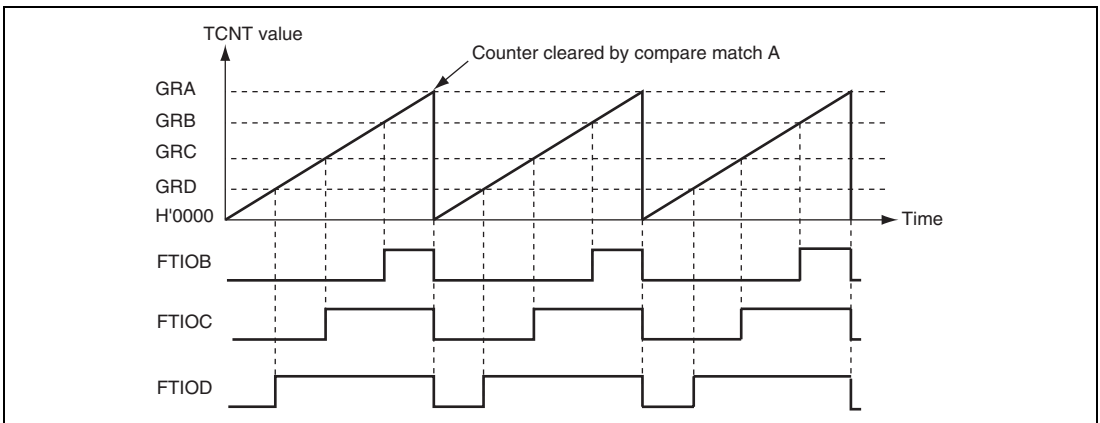 TCNT value
Counter cleared by compare match A
GRA
GRB
GRC
GRD
H'0000
Time
FTIOB
FTIOC
FTIOD